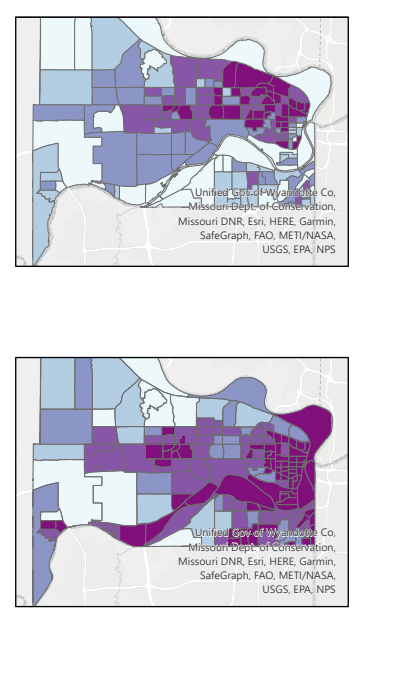 Unified Gov of Wyandotte Co,
Missouri Dept. of Conservation,
Missouri DNR, Esri, HERE, Garmin,
SafeGraph, FAO, METI/NASA,
USGS, EPA, NPS
Unified Gov of Wyandotte Co,
Missouri Dept. of Conservation,
Missouri DNR, Esri, HERE, Garmin,
SafeGraph, FAO, METI/NASA,
USGS, EPA, NPS